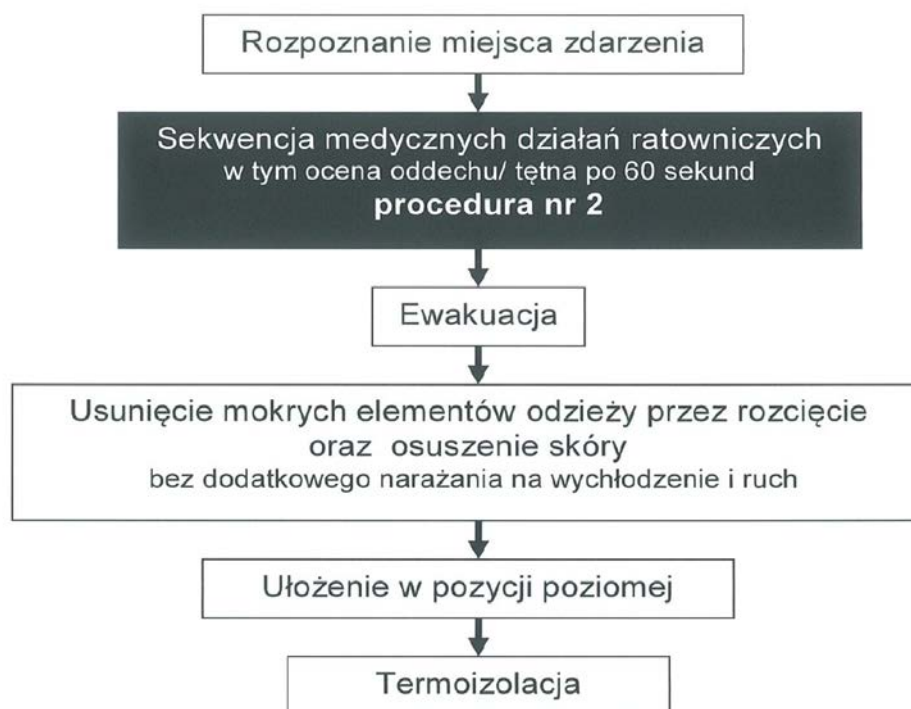 Rozpoznanie miejsca zdarzenia
Sekwencja medycznych działań ratowniczych
w tym ocena oddechu/ tętna po 60 sekund
procedura nr 2
Ewakuacja
Usunięcie mokrych elementów odzieży przez rozcięcie
oraz osuszenie skóry
bez dodatkowego narażania na wychłodzenie i ruch
Ułożenie w pozycji poziomej
Termoizolacja